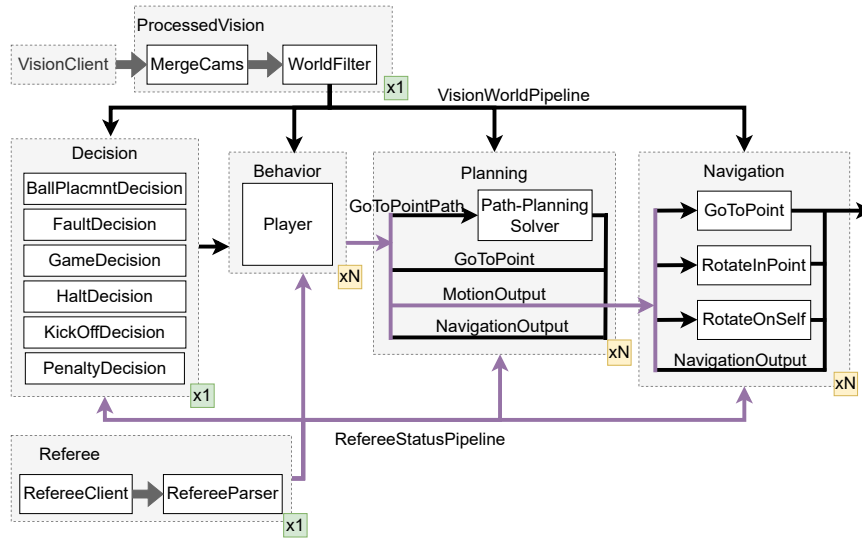 ProcessedVision
VisionClient
MergeCams
WorldFilter
x1
VisionWorldPipeline
Decision
BallPlacmntDecision
FaultDecision
GameDecision
HaltDecision
KickOffDecision
PenaltyDecision
x1
Behavior
Player
xN
Planning
GoToPointPath
Path-Planning
Solver
GoToPoint
MotionOutput
NavigationOutput
xN
Navigation
GoToPoint
RotateInPoint
RotateOnSelf
NavigationOutput
xN
RefereeStatusPipeline
Referee
RefereeClient
RefereeParser
x1